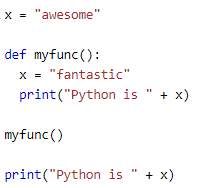 x = "awesome"

def myfunc():
  x = "fantastic"
  print("Python is " + x)

myfunc()

print("Python is " + x)